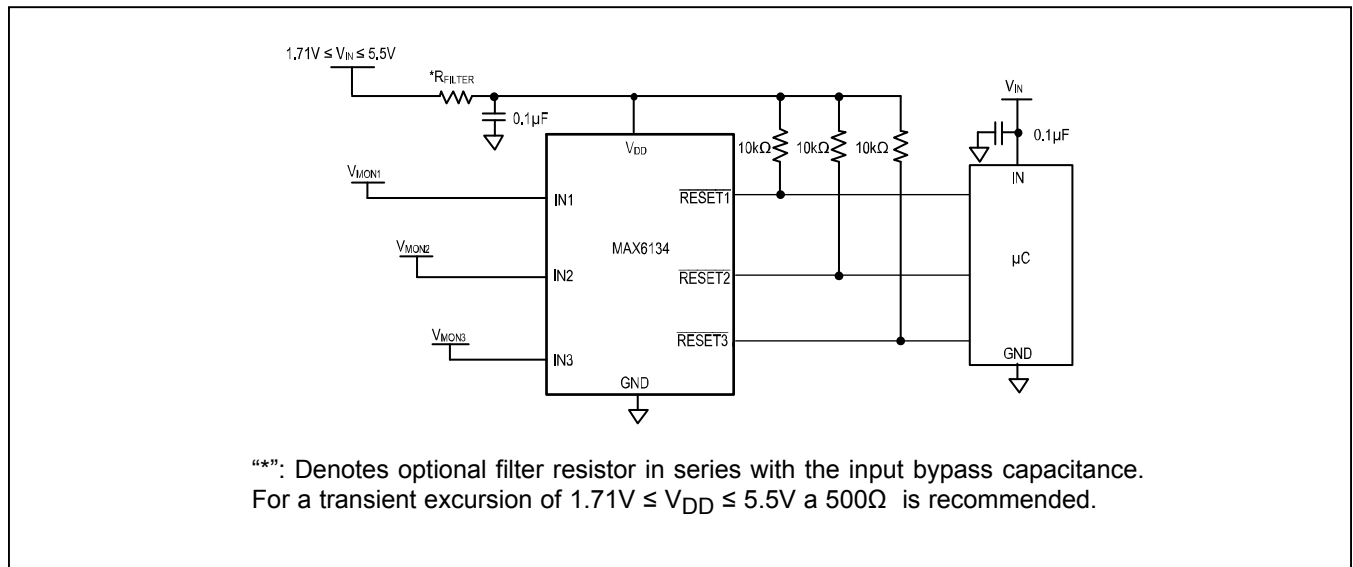 1.71V ≤ VIN ≤ 5.5V
*RFILTER
0.1µF
VIN
0.1µF
VDD
10kΩ 10kΩ 10kΩ
IN
VMON1
IN1
RESET1
MAX6134
µC
VMON2
IN2
RESET2
VMON3
IN3
RESET3
GND
GND
“*”: Denotes optional filter resistor in series with the input bypass capacitance.
For a transient excursion of 1.71V ≤ VDD ≤ 5.5V a 500Ω is recommended.